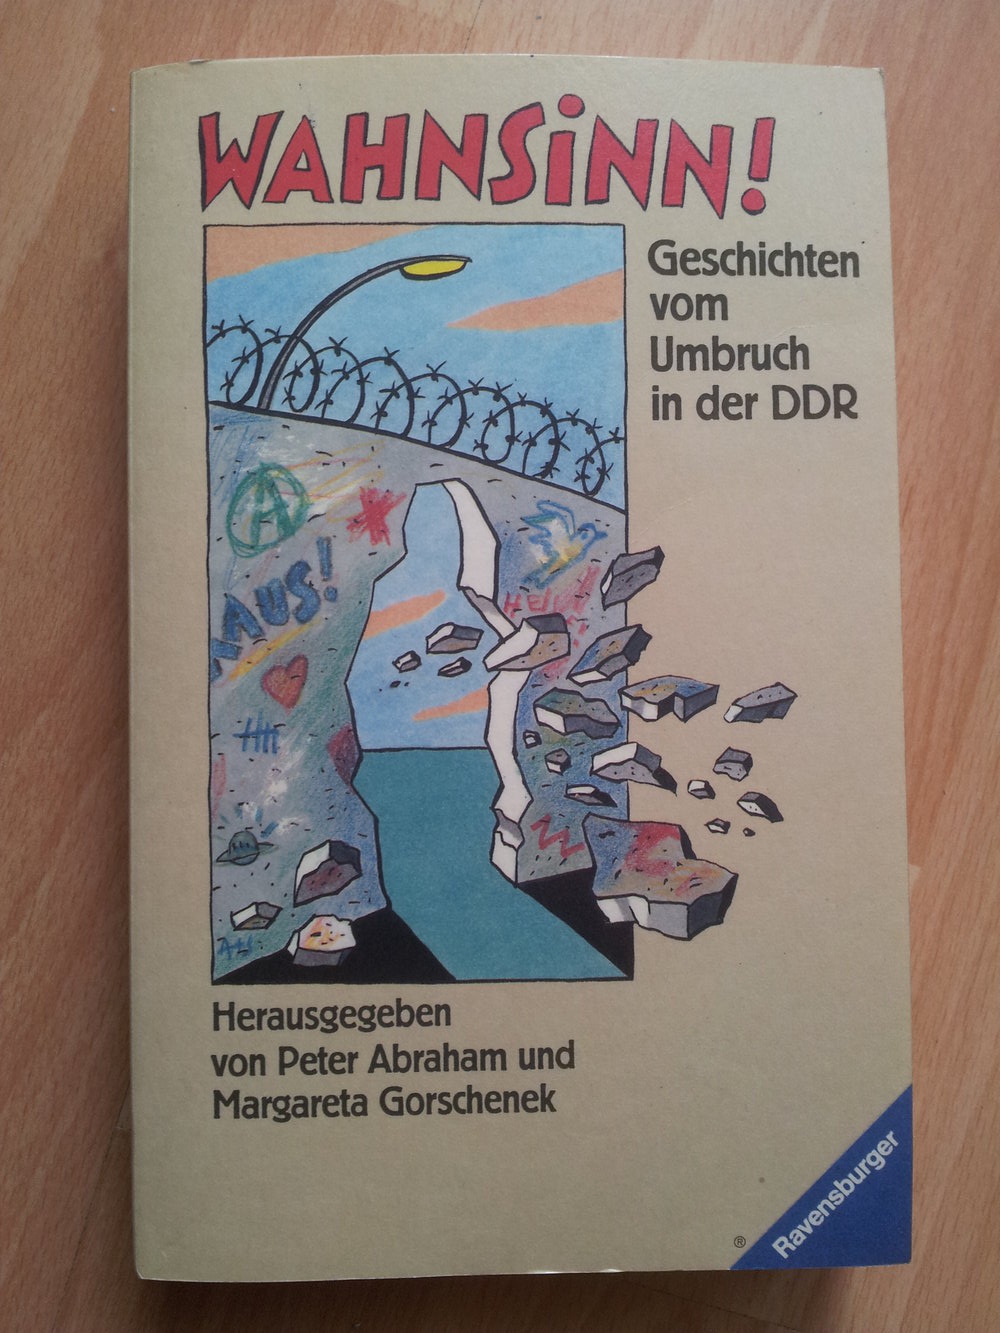 WAHNSiNN!
Geschichten
vom
Umbruch
in der DDR
A
AUS!
A.H.
Herausgegeben
von Peter Abraham und
Margareta Gorschenek
®
Ravensburger